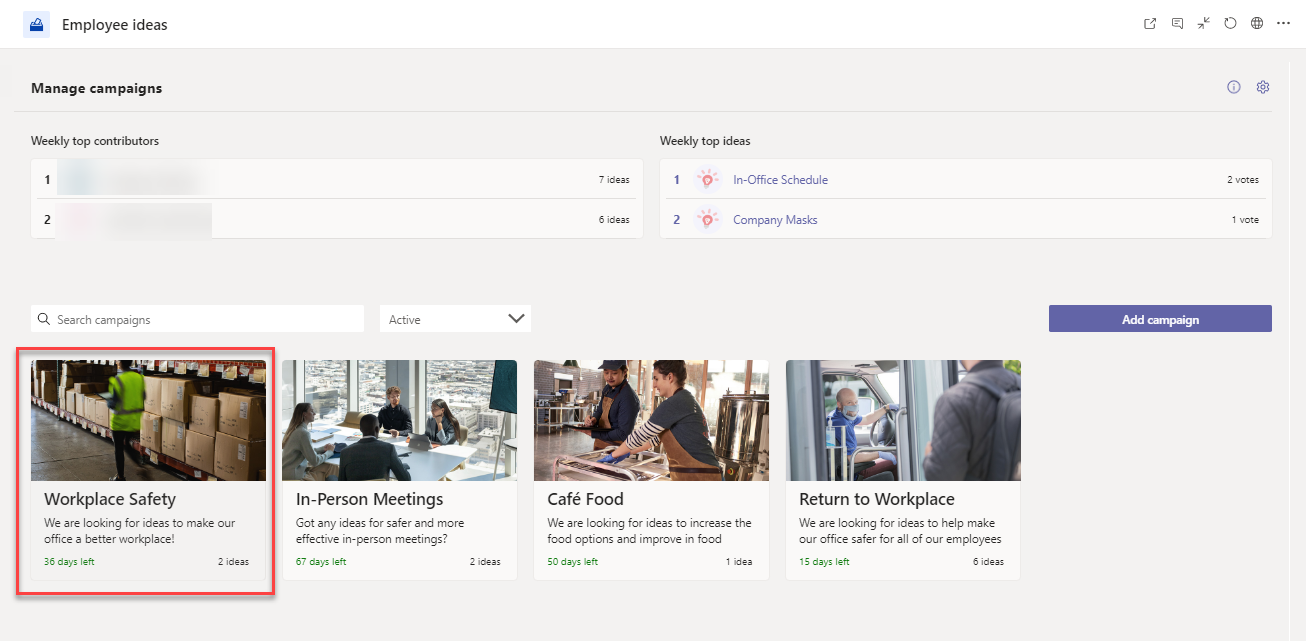 Employee ideas
Manage campaigns
Weekly top contributors
1
7 ideas
2
6 ideas
Weekly top ideas
1 In-Office Schedule 2 votes
2 Company Masks 1 vote
Search campaigns
Active
Add campaign
Workplace Safety
We are looking for ideas to make our
office a better workplace!
36 days left 2 ideas
In-Person Meetings
Got any ideas for safer and more
effective in-person meetings?
67 days left 2 ideas
Café Food
We are looking for ideas to increase the
food options and improve in food
50 days left 1 idea
Return to Workplace
We are looking for ideas to help make
our office safer for all of our employees
15 days left 6 ideas